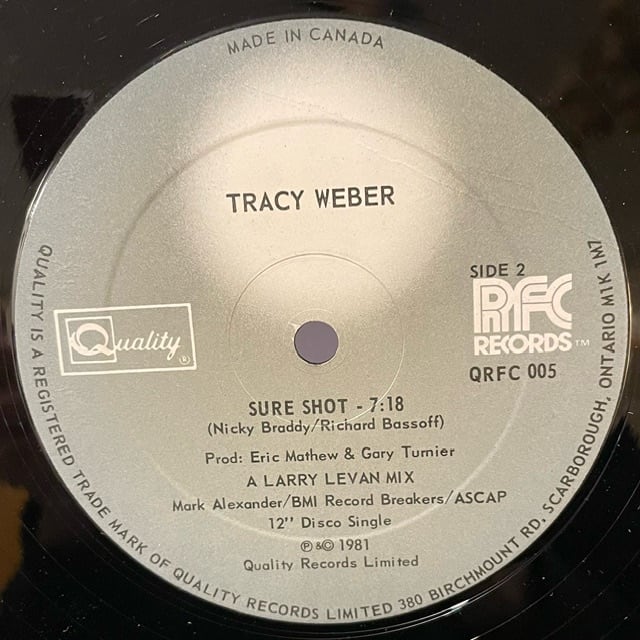 MADE IN CANADA
TRACY WEBER
SIDE 2
RFC
RECORDS™
QRFC 005
Quality®
SURE SHOT - 7:18
(Nicky Braddy/Richard Bassoff)
Prod: Eric Mathew & Gary Turnier
A LARRY LEVAN MIX
Mark Alexander/BMI Record Breakers/ASCAP
12'' Disco Single
℗&© 1981
Quality Records Limited
QUALITY IS A REGISTERED TRADE MARK OF QUALITY RECORDS LIMITED 380 BIRCHMOUNT RD. SCARBOROUGH, ONTARIO M1K 1M7